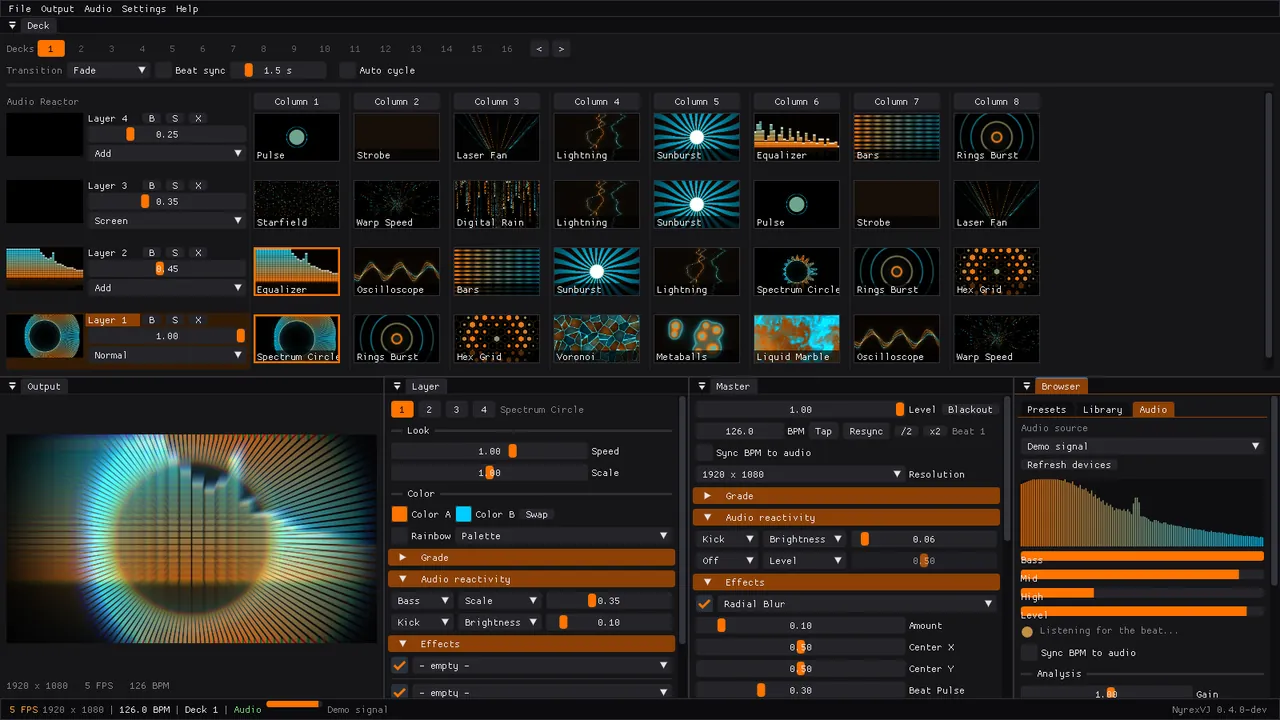 File Output Audio Settings Help
Deck
Decks 1 2 3 4 5 6 7 8 9 10 11 12 13 14 15 16 < >
Transition Fade Beat sync 1.5 s Auto cycle
Audio Reactor Column 1 Column 2 Column 3 Column 4 Column 5 Column 6 Column 7 Column 8
Layer 4 B S X
0.25
Add
Pulse Strobe Laser Fan Lightning Sunburst Equalizer Bars Rings Burst
Layer 3 B S X
0.35
Screen
Starfield Warp Speed Digital Rain Lightning Sunburst Pulse Strobe Laser Fan
Layer 2 B S X
0.45
Add
Equalizer Oscilloscope Bars Sunburst Lightning Spectrum Circle Rings Burst Hex Grid
Layer 1 B S X
1.00
Normal
Spectrum Circle Rings Burst Hex Grid Voronoi Metaballs Liquid Marble Oscilloscope Warp Speed
Output
1920 x 1080 5 FPS 126 BPM
Layer
1 2 3 4 Spectrum Circle
Look
1.00 Speed
1.00 Scale
Color
Color A Color B Swap
Rainbow Palette
Grade
Audio reactivity
Bass Scale 0.35
Kick Brightness 0.10
Effects
- empty -
- empty -
Master
1.00 Level Blackout
126.0 BPM Tap Resync /2 x2 Beat 1
Sync BPM to audio
1920 x 1080 Resolution
Grade
Audio reactivity
Kick Brightness 0.06
Off Level 0.50
Effects
Radial Blur
0.10 Amount
0.50 Center X
0.50 Center Y
0.30 Beat Pulse
Browser
Presets Library Audio
Audio source
Demo signal
Refresh devices
Bass
Mid
High
Level
Listening for the beat...
Sync BPM to audio
Analysis
1.00 Gain
5 FPS 1920 x 1080 | 126.0 BPM | Deck 1 | Audio Demo signal NyrexVJ 0.4.0-dev